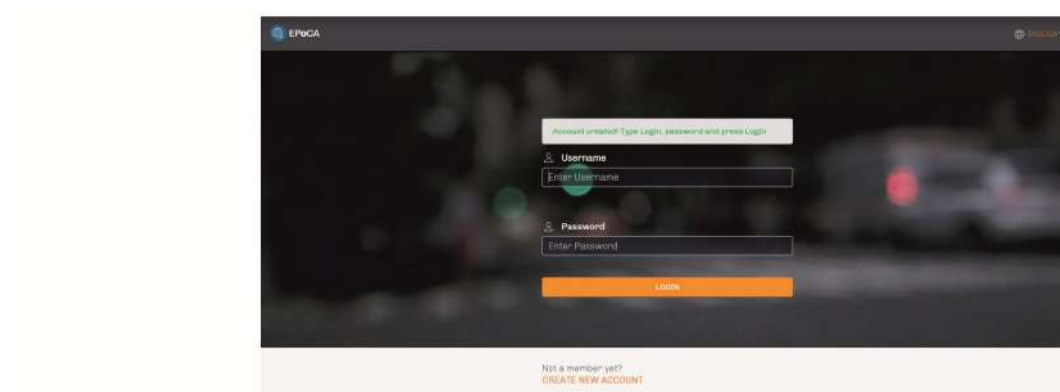 EPoCA
ENGLISH
Account created! Type Login, password and press Login
Username
Enter Username
Password
Enter Password
LOGIN
Not a member yet?
CREATE NEW ACCOUNT